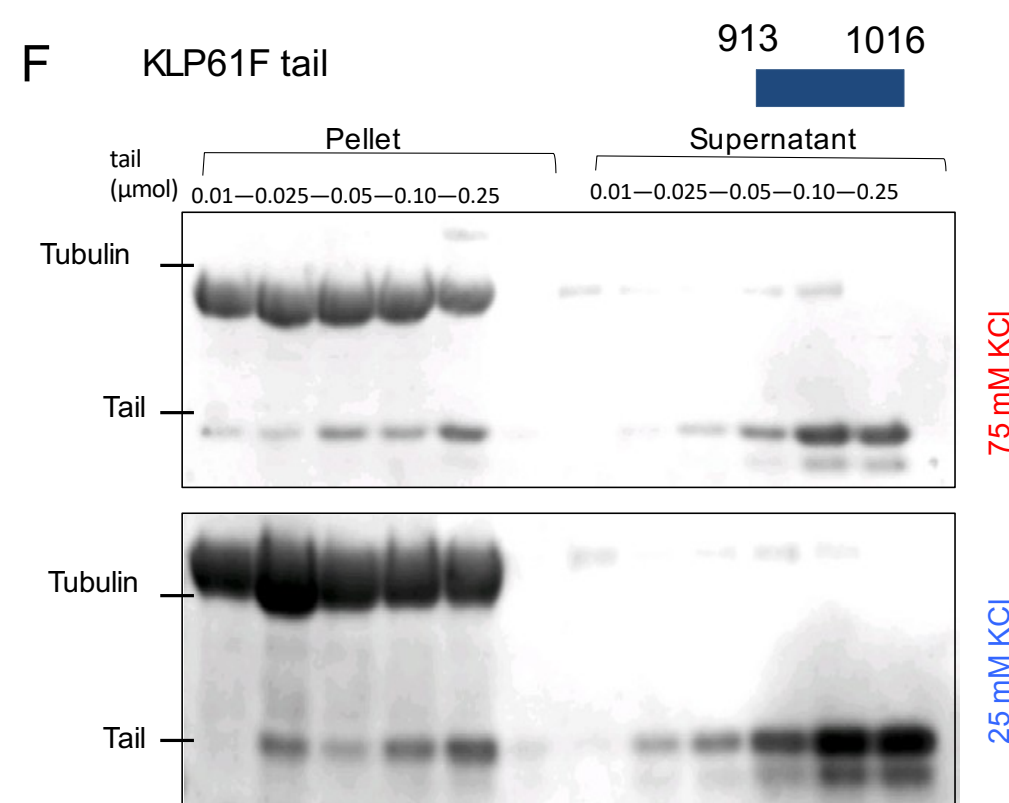 F KLP61F tail 913 1016
Pellet Supernatant
tail
(μmol) 0.01—0.025—0.05—0.10—0.25 0.01—0.025—0.05—0.10—0.25
Tubulin
Tail
75 mM KCl
Tubulin
Tail
25 mM KCl